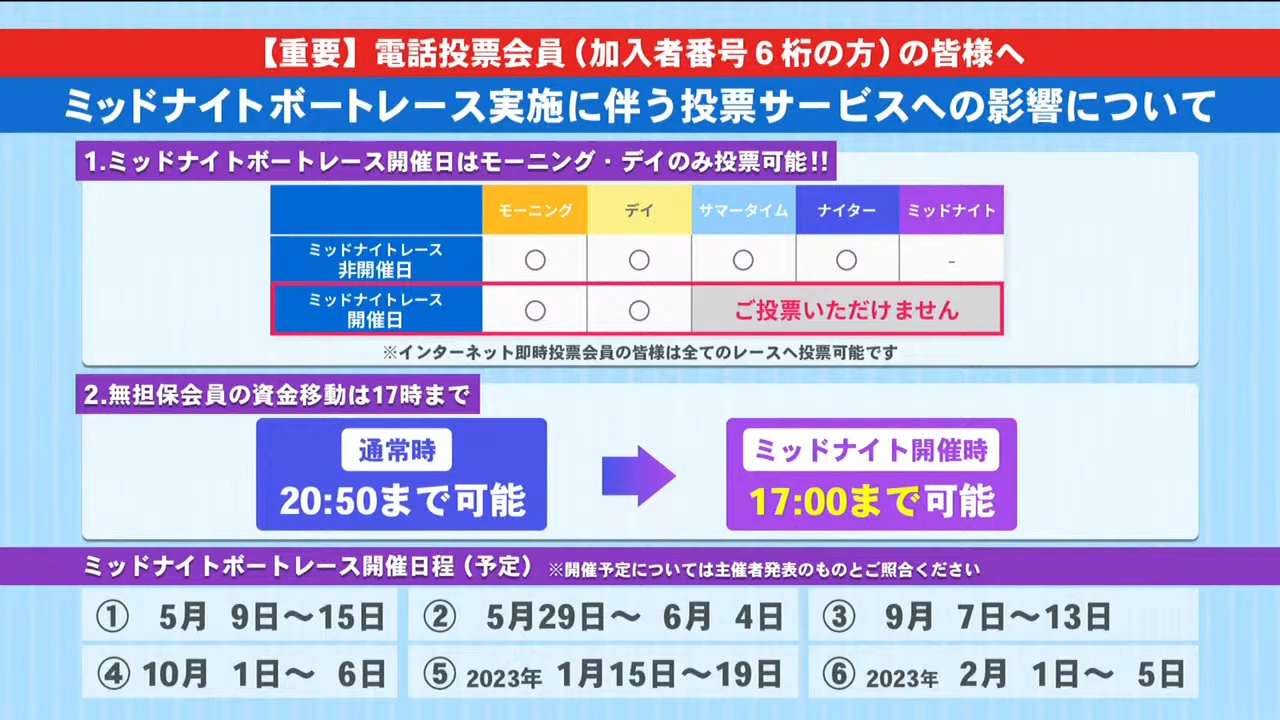 【重要】電話投票会員(加入者番号6桁の方)の皆様へ
ミッドナイトボートレース実施に伴う投票サービスへの影響について
1.ミッドナイトボートレース開催日はモーニング・デイのみ投票可能!!
モーニング デイ サマータイム ナイター ミッドナイト
ミッドナイトレース
非開催日 ○ ○ ○ ○ -
ミッドナイトレース
開催日 ○ ○ ご投票いただけません
※インターネット即時投票会員の皆様は全てのレースへ投票可能です
2.無担保会員の資金移動は17時まで
通常時
20:50まで可能
ミッドナイト開催時
17:00まで可能
ミッドナイトボートレース開催日程(予定) ※開催予定については主催者発表のものとご照合ください
① 5月 9日〜15日 ② 5月29日〜 6月 4日 ③ 9月 7日〜13日
④ 10月 1日〜 6日 ⑤ 2023年 1月15日〜19日 ⑥ 2023年 2月 1日〜 5日